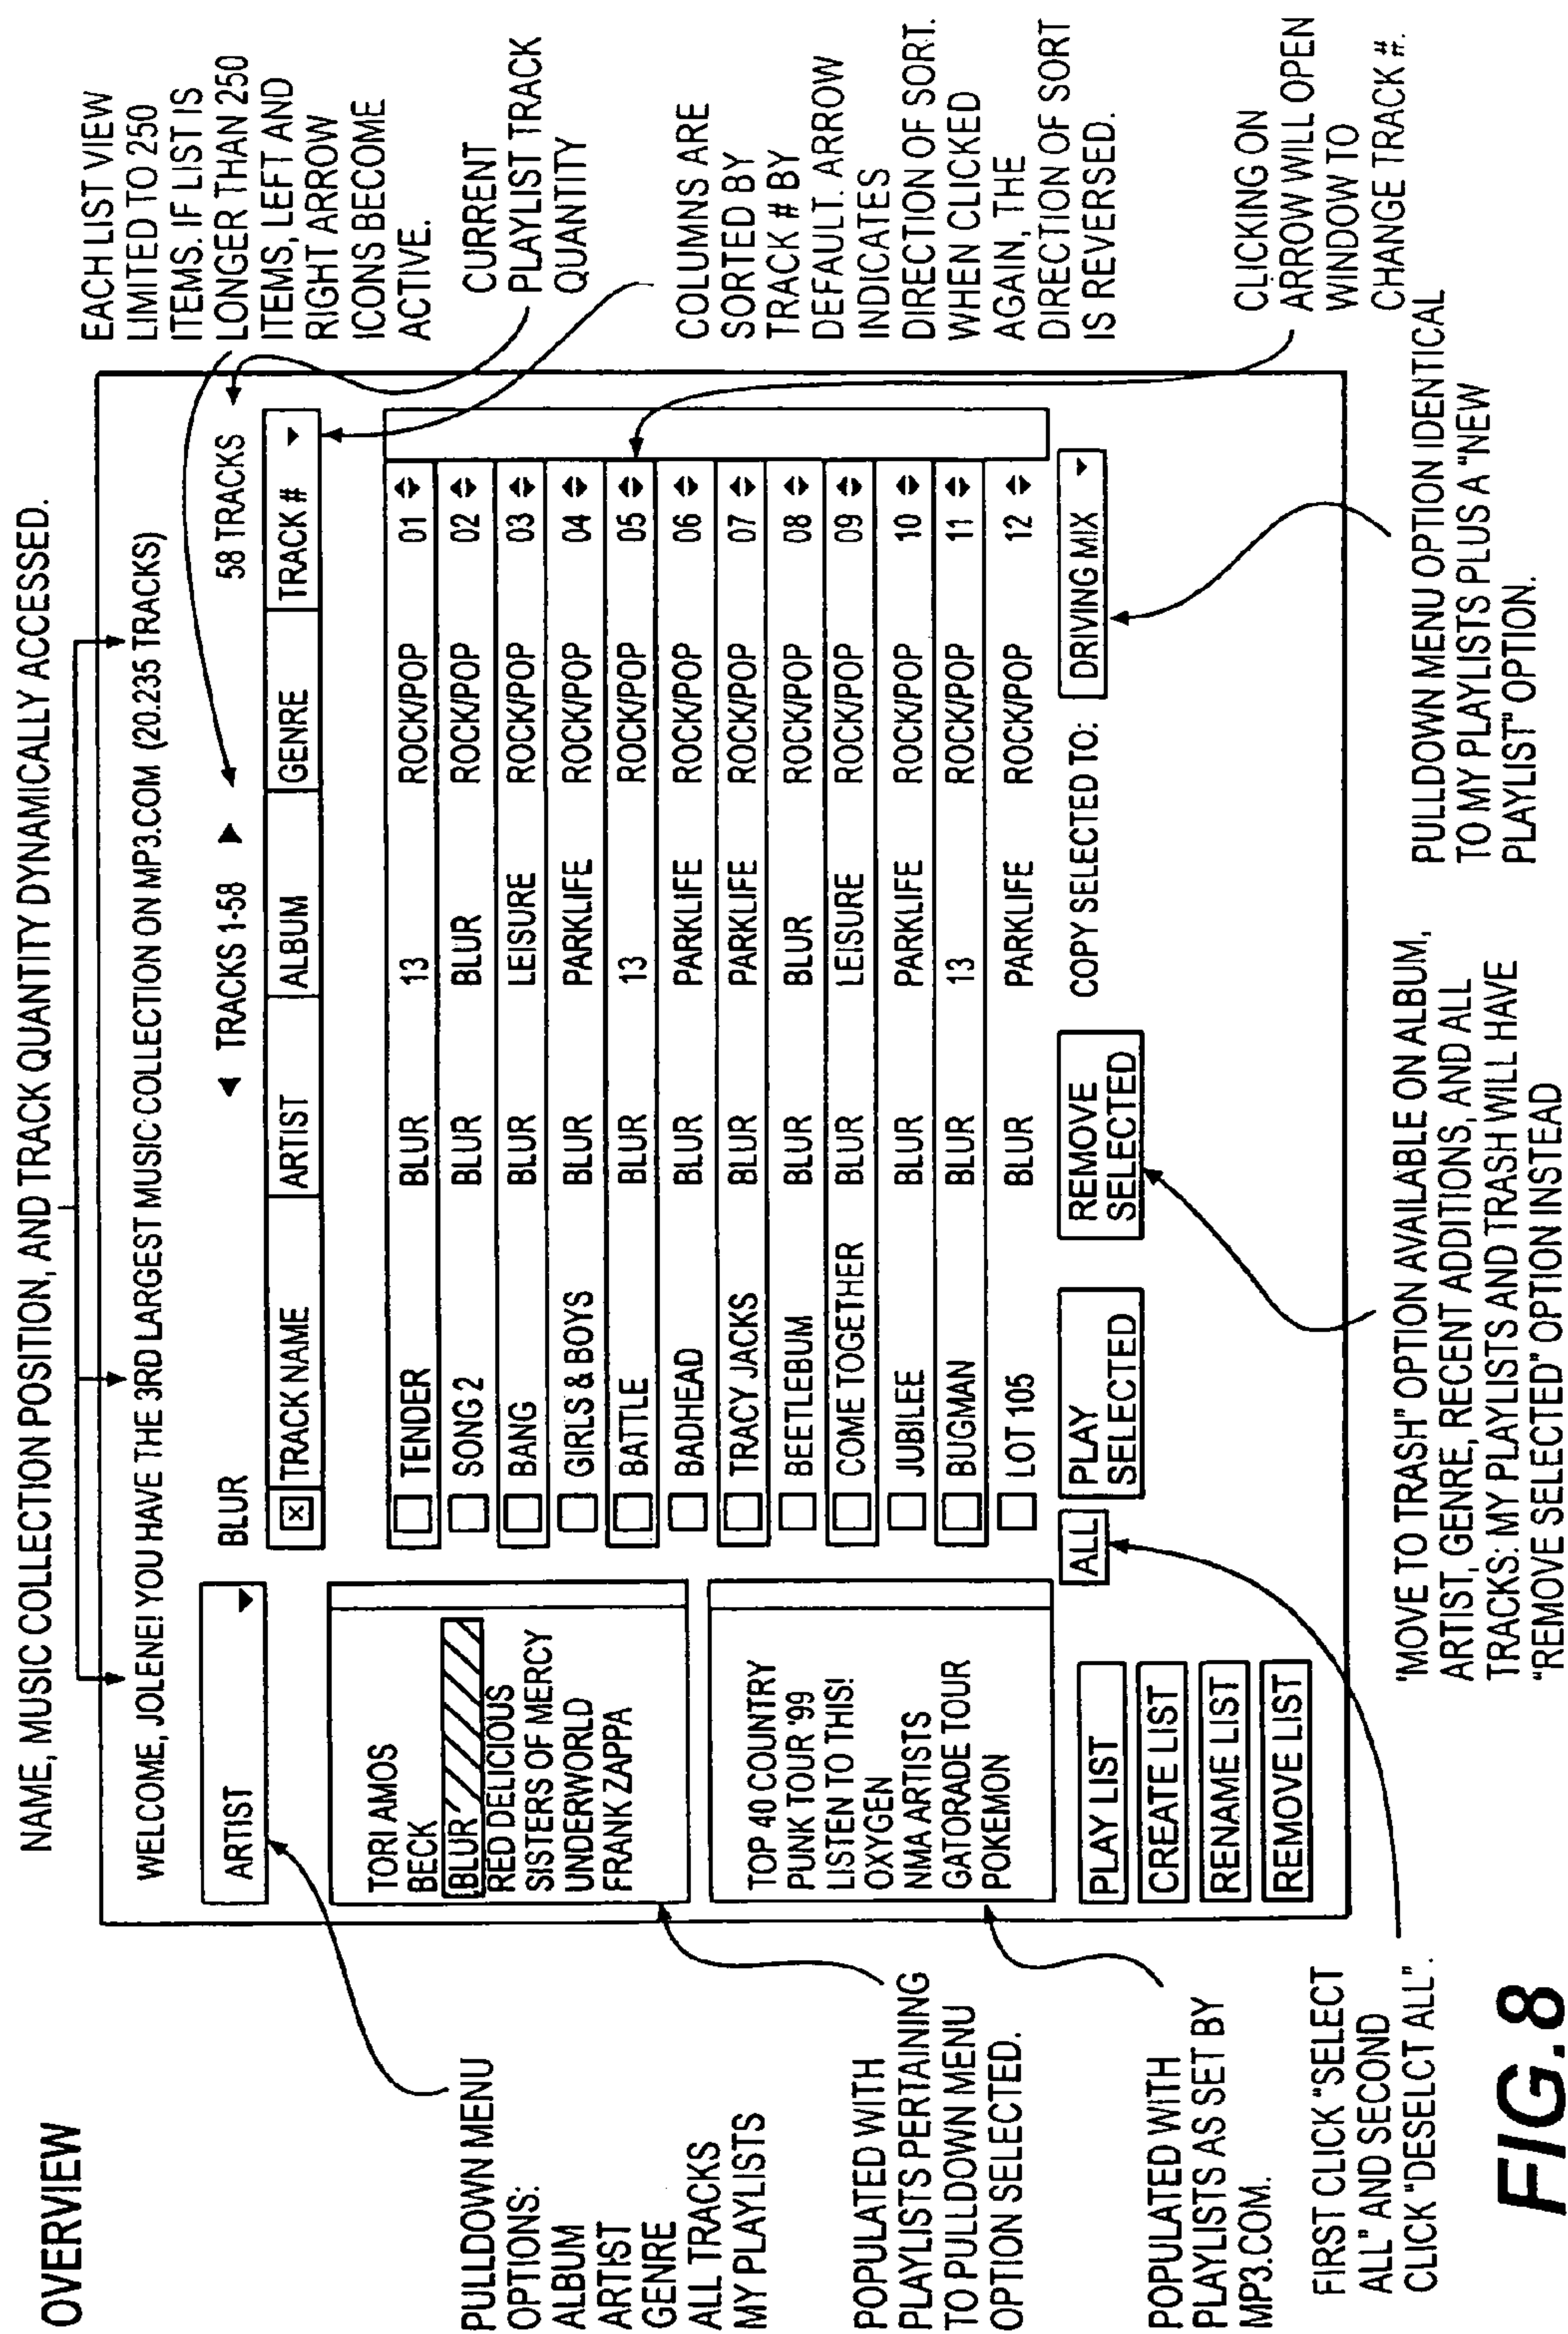 OVERVIEW
NAME, MUSIC COLLECTION POSITION, AND TRACK QUANTITY DYNAMICALLY ACCESSED.
WELCOME, JOLENE! YOU HAVE THE 3RD LARGEST MUSIC COLLECTION ON MP3.COM (20.235 TRACKS)
ARTIST
BLUR
TRACKS 1-58
58 TRACKS
TRACK NAME ARTIST ALBUM GENRE TRACK #
TENDER BLUR 13 ROCK/POP 01
SONG 2 BLUR BLUR ROCK/POP 02
BANG BLUR LEISURE ROCK/POP 03
GIRLS & BOYS BLUR PARKLIFE ROCK/POP 04
BATTLE BLUR 13 ROCK/POP 05
BADHEAD BLUR PARKLIFE ROCK/POP 06
TRACY JACKS BLUR PARKLIFE ROCK/POP 07
BEETLEBUM BLUR BLUR ROCK/POP 08
COME TOGETHER BLUR LEISURE ROCK/POP 09
JUBILEE BLUR PARKLIFE ROCK/POP 10
BUGMAN BLUR 13 ROCK/POP 11
LOT 105 BLUR PARKLIFE ROCK/POP 12
TORI AMOS
BECK
BLUR
RED DELICIOUS
SISTERS OF MERCY
UNDERWORLD
FRANK ZAPPA
TOP 40 COUNTRY
PUNK TOUR '99
LISTEN TO THIS!
OXYGEN
NMA ARTISTS
GATORADE TOUR
POKEMON
PLAY LIST
CREATE LIST
RENAME LIST
REMOVE LIST
ALL
PLAY
SELECTED
REMOVE
SELECTED
COPY SELECTED TO:
DRIVING MIX
PULLDOWN MENU
OPTIONS:
ALBUM
ARTIST
GENRE
ALL TRACKS
MY PLAYLISTS
POPULATED WITH
PLAYLISTS PERTAINING
TO PULLDOWN MENU
OPTION SELECTED.
POPULATED WITH
PLAYLISTS AS SET BY
MP3.COM.
FIRST CLICK "SELECT
ALL" AND SECOND
CLICK "DESELCT ALL".
EACH LIST VIEW
LIMITED TO 250
ITEMS. IF LIST IS
LONGER THAN 250
ITEMS, LEFT AND
RIGHT ARROW
ICONS BECOME
ACTIVE.
CURRENT
PLAYLIST TRACK
QUANTITY
COLUMNS ARE
SORTED BY
TRACK # BY
DEFAULT. ARROW
INDICATES
DIRECTION OF SORT.
WHEN CLICKED
AGAIN, THE
DIRECTION OF SORT
IS REVERSED.
CLICKING ON
ARROW WILL OPEN
WINDOW TO
CHANGE TRACK #.
'MOVE TO TRASH" OPTION AVAILABLE ON ALBUM,
ARTIST, GENRE, RECENT ADDITIONS, AND ALL
TRACKS: MY PLAYLISTS AND TRASH WILL HAVE
"REMOVE SELECTED" OPTION INSTEAD
PULLDOWN MENU OPTION IDENTICAL
TO MY PLAYLISTS PLUS A "NEW
PLAYLIST" OPTION.
FIG. 8